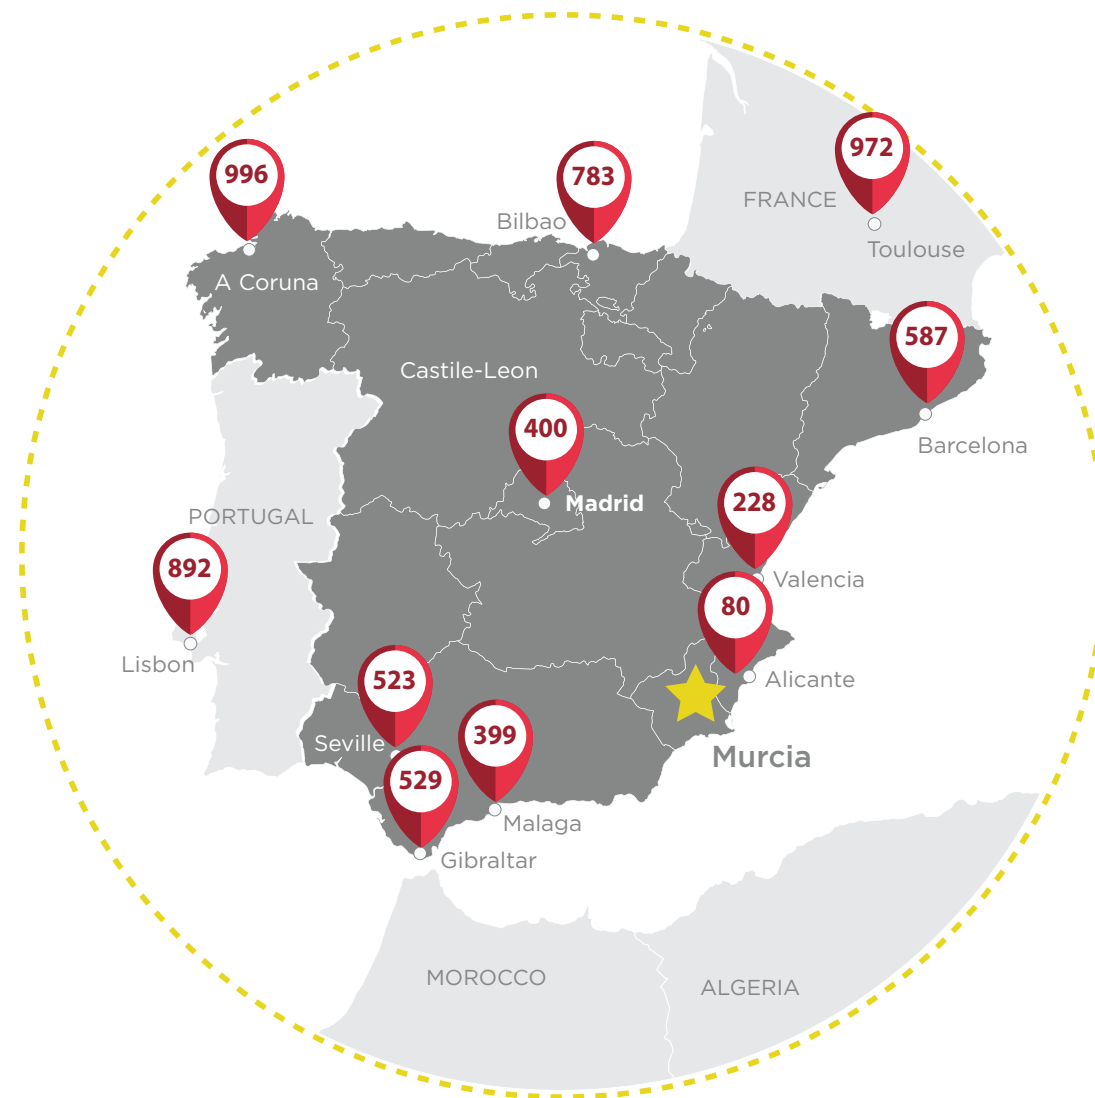 996
783
972
FRANCE
Bilbao
Toulouse
A Coruna
587
Castile-Leon
400
Barcelona
Madrid
228
PORTUGAL
892
Valencia
80
Lisbon
523
Alicante
Seville
399
Murcia
529
Malaga
Gibraltar
MOROCCO
ALGERIA